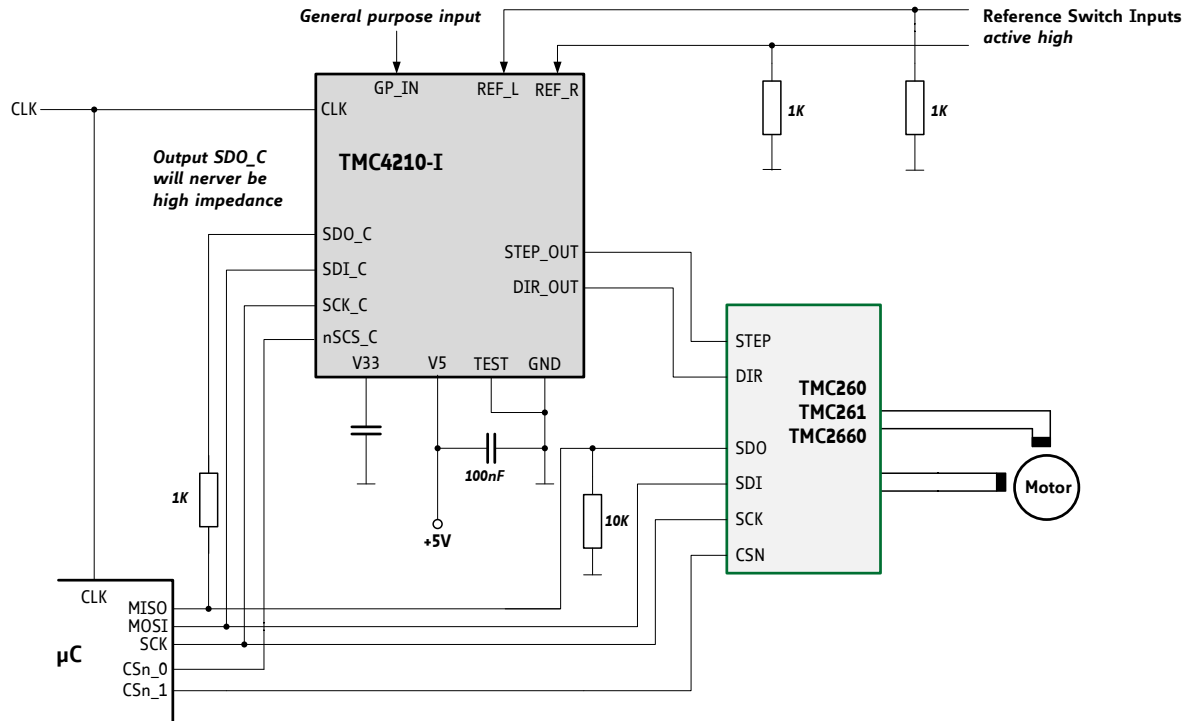 General purpose input
Reference Switch Inputs
active high
GP_IN
REF_L
REF_R
CLK
CLK
1K
1K
Output SDO_C
will nerver be
high impedance
TMC4210-I
SDO_C
SDI_C
SCK_C
nSCS_C
STEP_OUT
DIR_OUT
V33
V5
TEST
GND
100nF
+5V
1K
10K
STEP
DIR
TMC260
TMC261
TMC2660
SDO
SDI
SCK
CSN
Motor
CLK
MISO
MOSI
SCK
CSn_0
CSn_1
µC